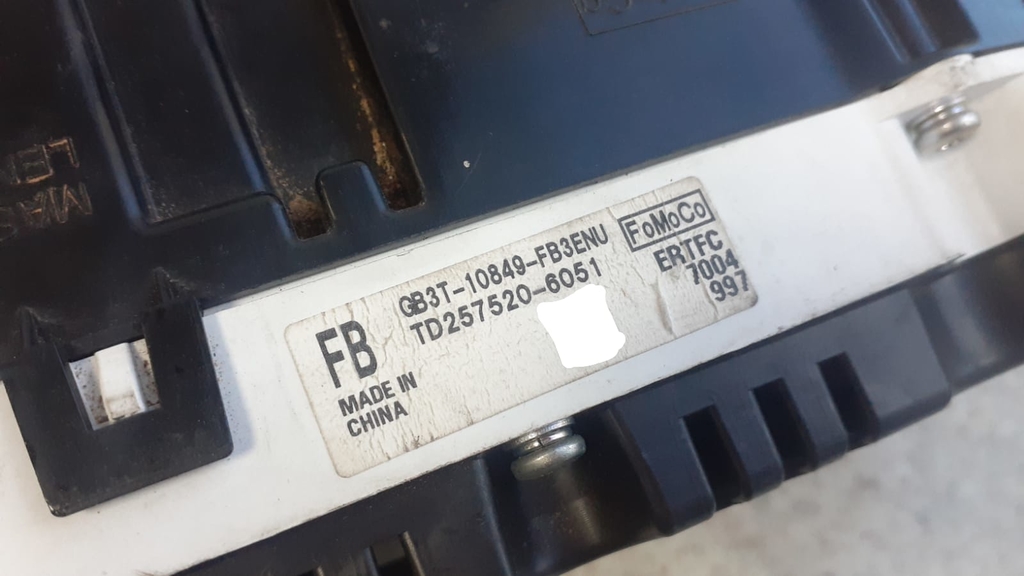 FB
GB3T-10849-FB3ENU
TD257520-6051
MADE IN
CHINA
FoMoCo
ERTFC
7004
997